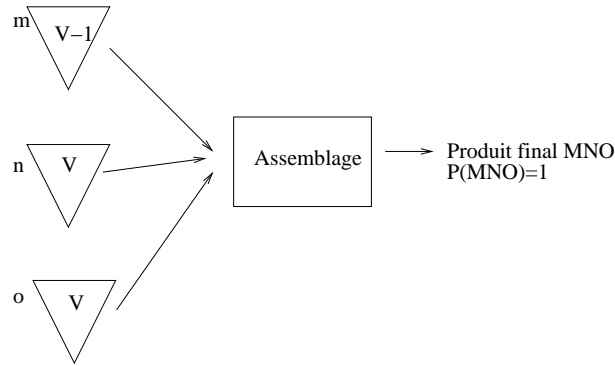 m
V−1
n
V
o
V
Assemblage
Produit final MNO
P(MNO)=1